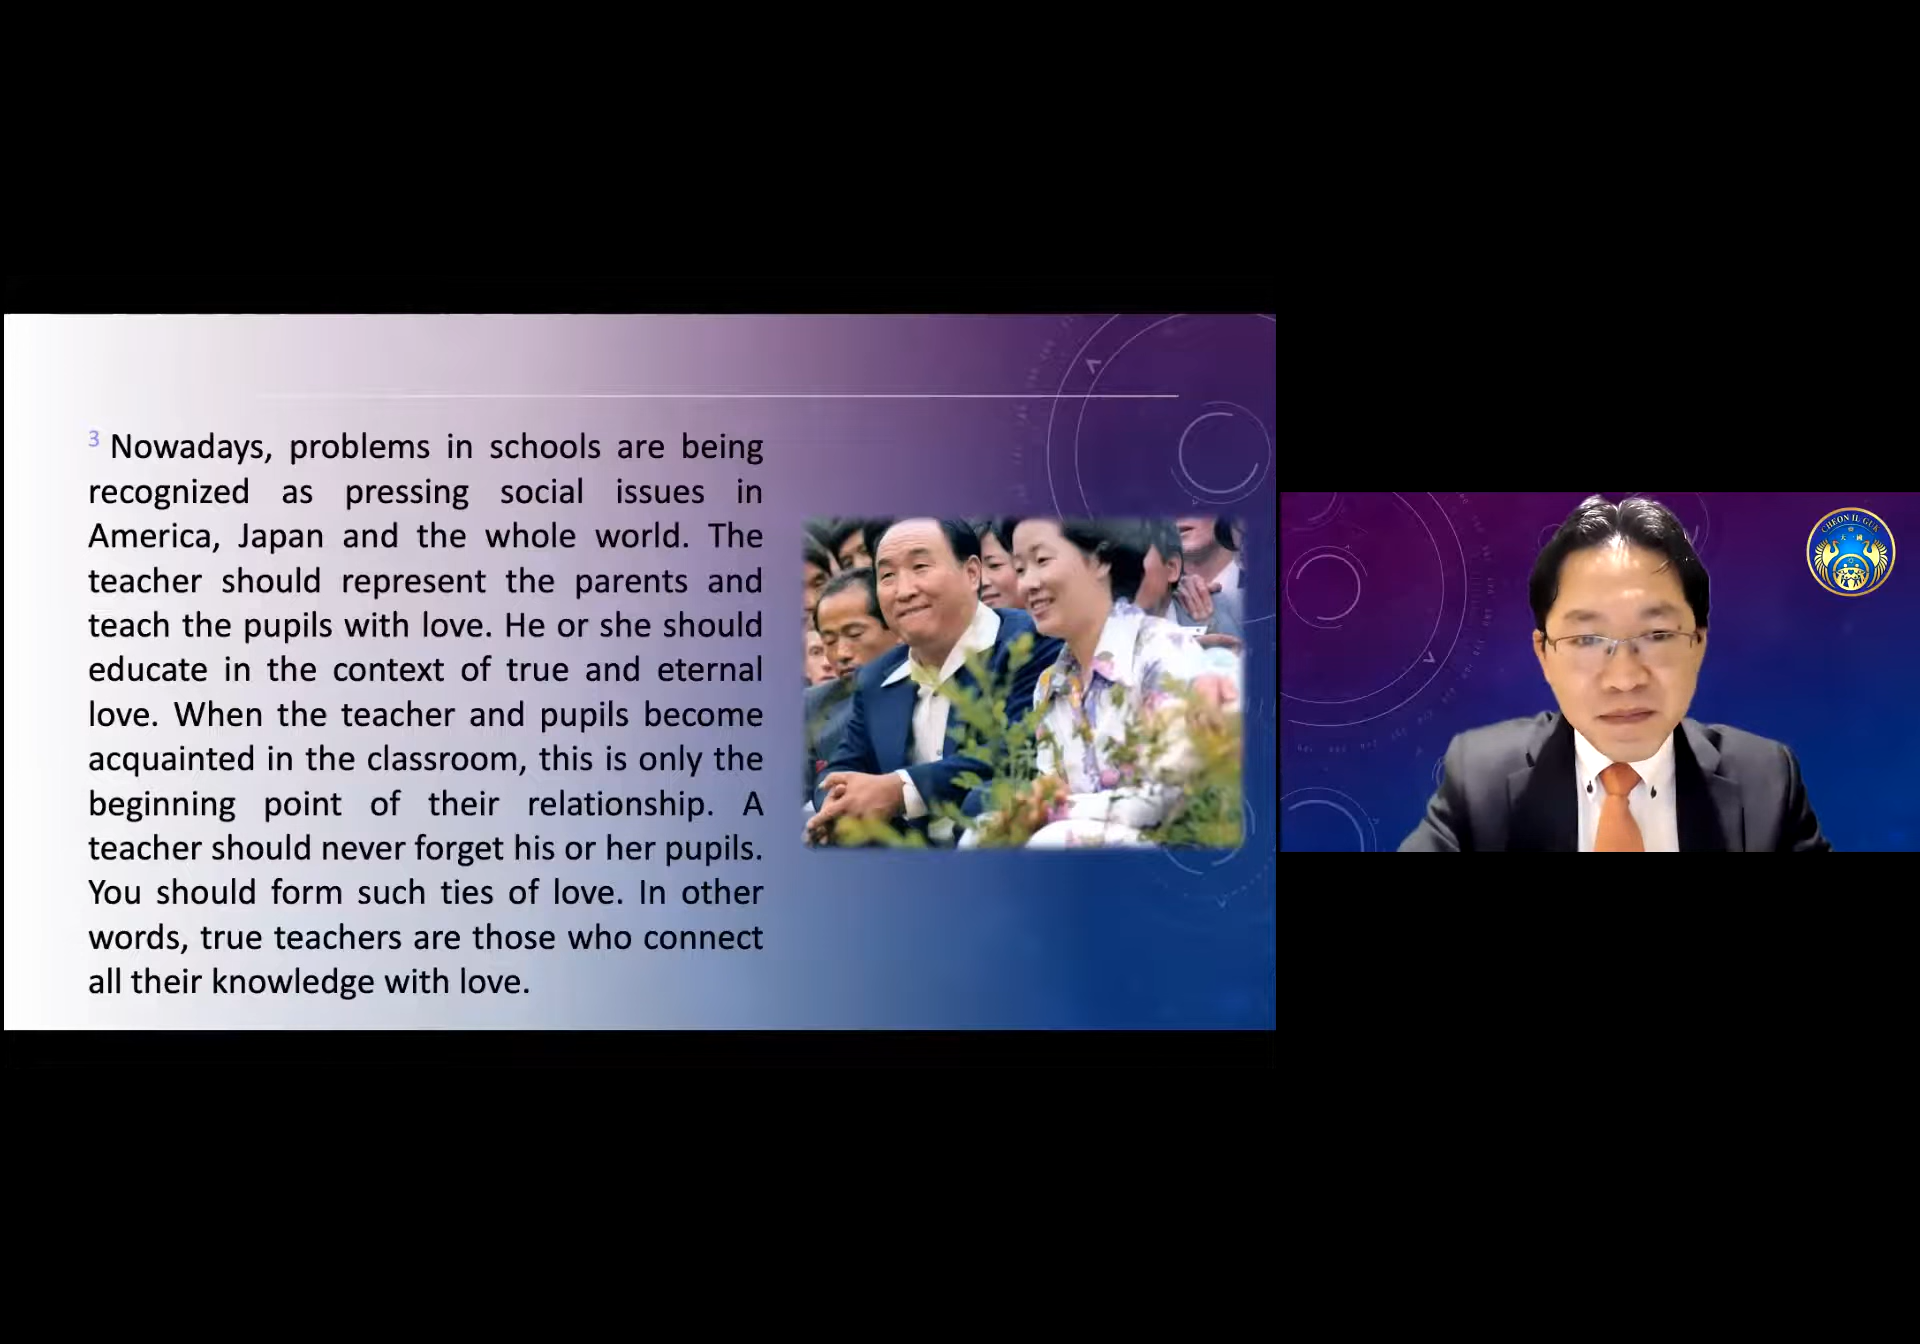 3 Nowadays, problems in schools are being
recognized as pressing social issues in
America, Japan and the whole world. The
teacher should represent the parents and
teach the pupils with love. He or she should
educate in the context of true and eternal
love. When the teacher and pupils become
acquainted in the classroom, this is only the
beginning point of their relationship. A
teacher should never forget his or her pupils.
You should form such ties of love. In other
words, true teachers are those who connect
all their knowledge with love.
CHEON IL GUK
天一國